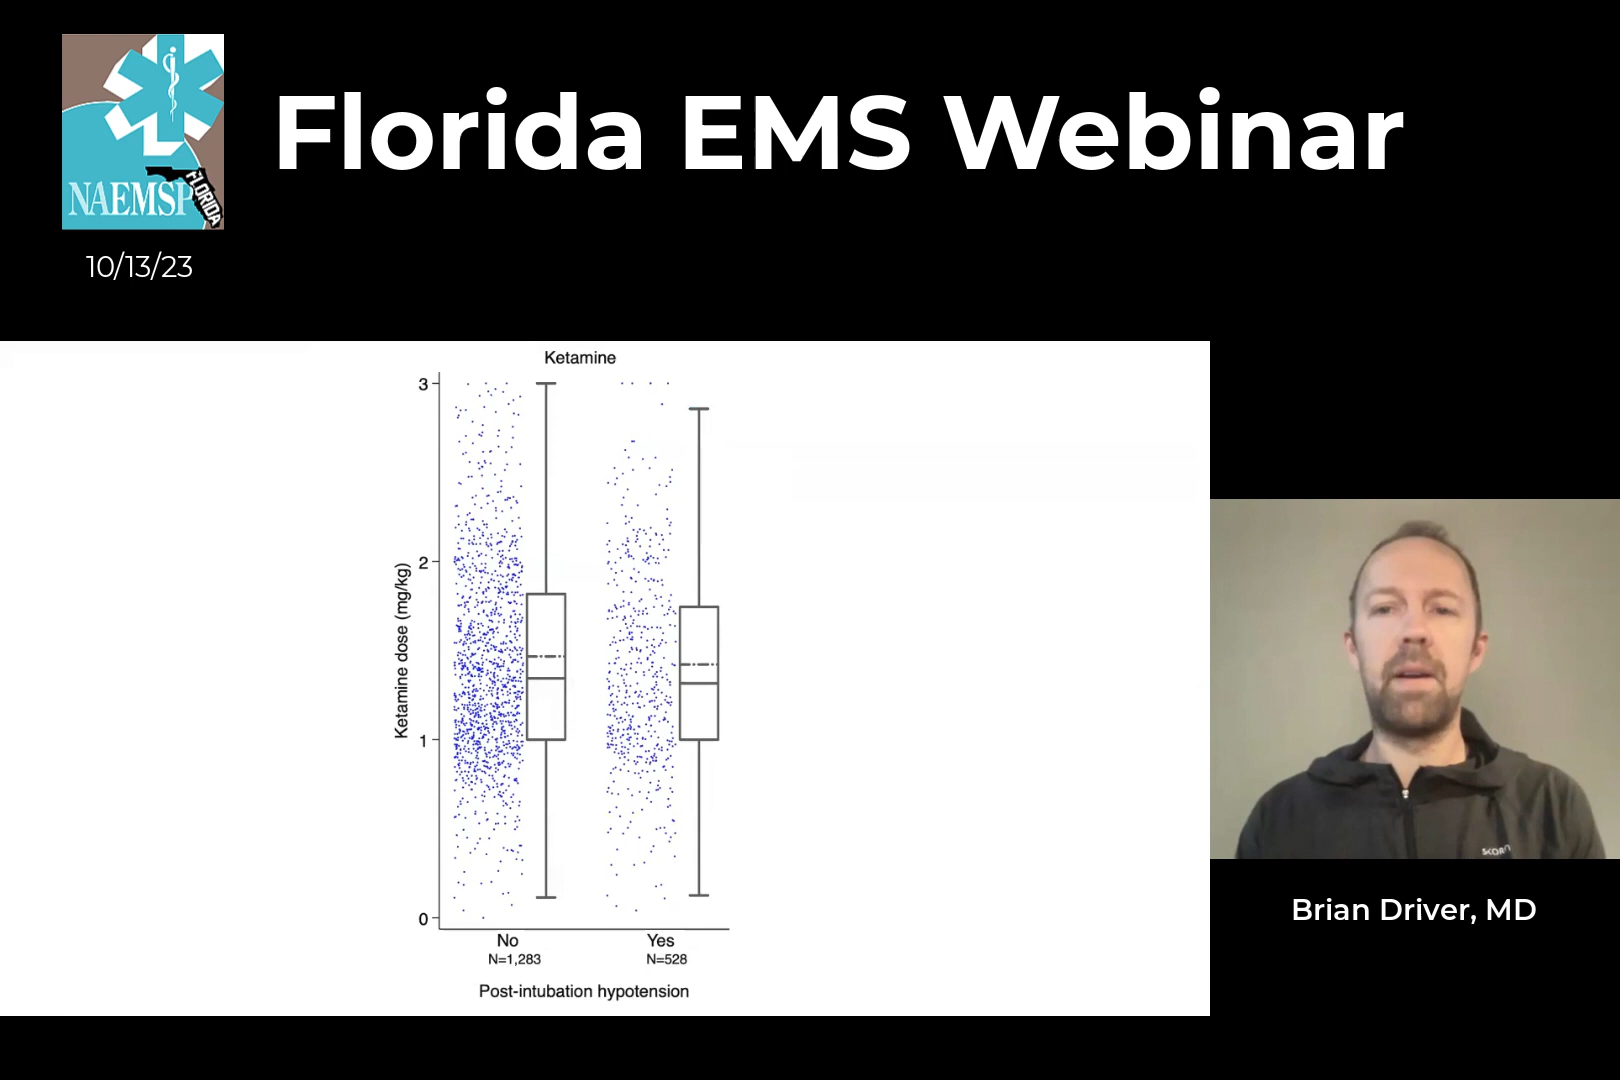 Florida EMS Webinar
NAEMSP
FLORIDA
10/13/23
Ketamine
3
2
1
0
Ketamine dose (mg/kg)
No
Yes
N=1,283
N=528
Post-intubation hypotension
Brian Driver, MD